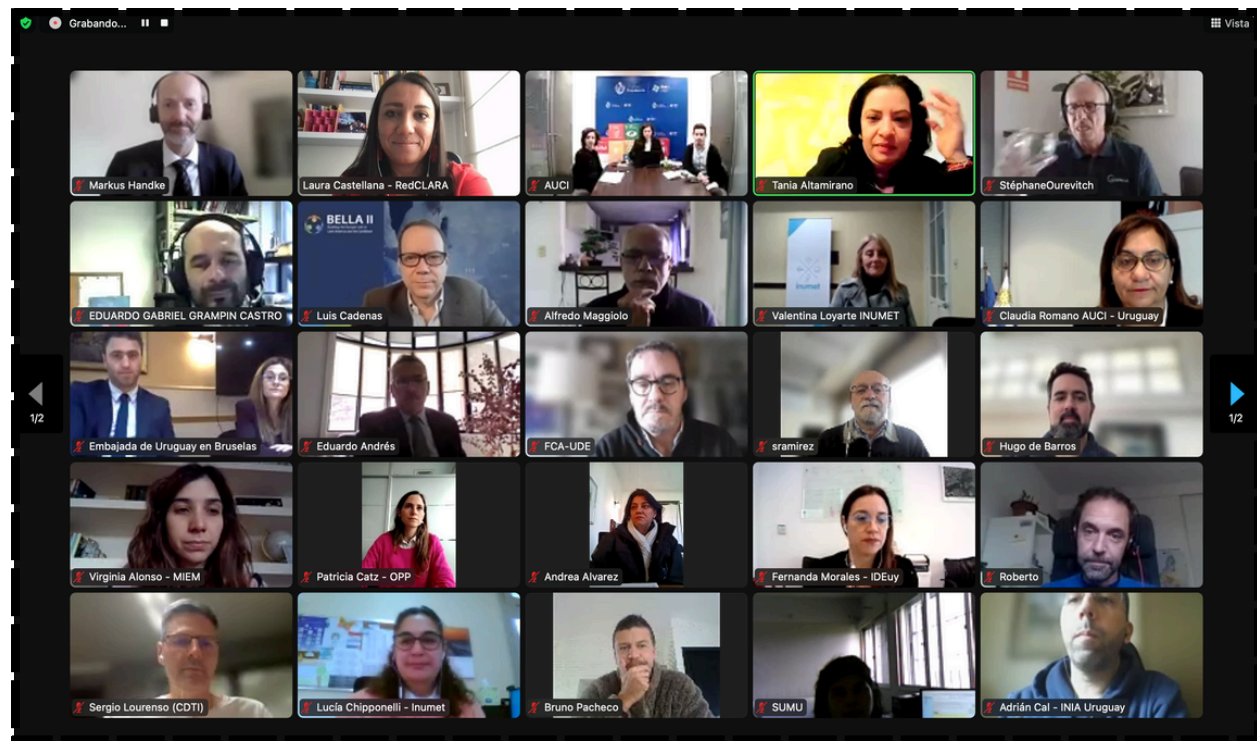 Grabando...
Vista
Markus Handke
Laura Castellana - RedCLARA
AUCI
Tania Altamirano
StéphaneOurevitch
EDUARDO GABRIEL GRAMPIN CASTRO
BELLA II
Luis Cadenas
Alfredo Maggiolo
inumet
Valentina Loyarte INUMET
Claudia Romano AUCI - Uruguay
1/2
Embajada de Uruguay en Bruselas
Eduardo Andrés
FCA-UDE
sramirez
Hugo de Barros
1/2
Virginia Alonso - MIEM
Patricia Catz - OPP
Andrea Alvarez
Fernanda Morales - IDEuy
Roberto
Sergio Lourenso (CDTI)
Lucía Chipponelli - Inumet
Bruno Pacheco
SUMU
Adrián Cal - INIA Uruguay